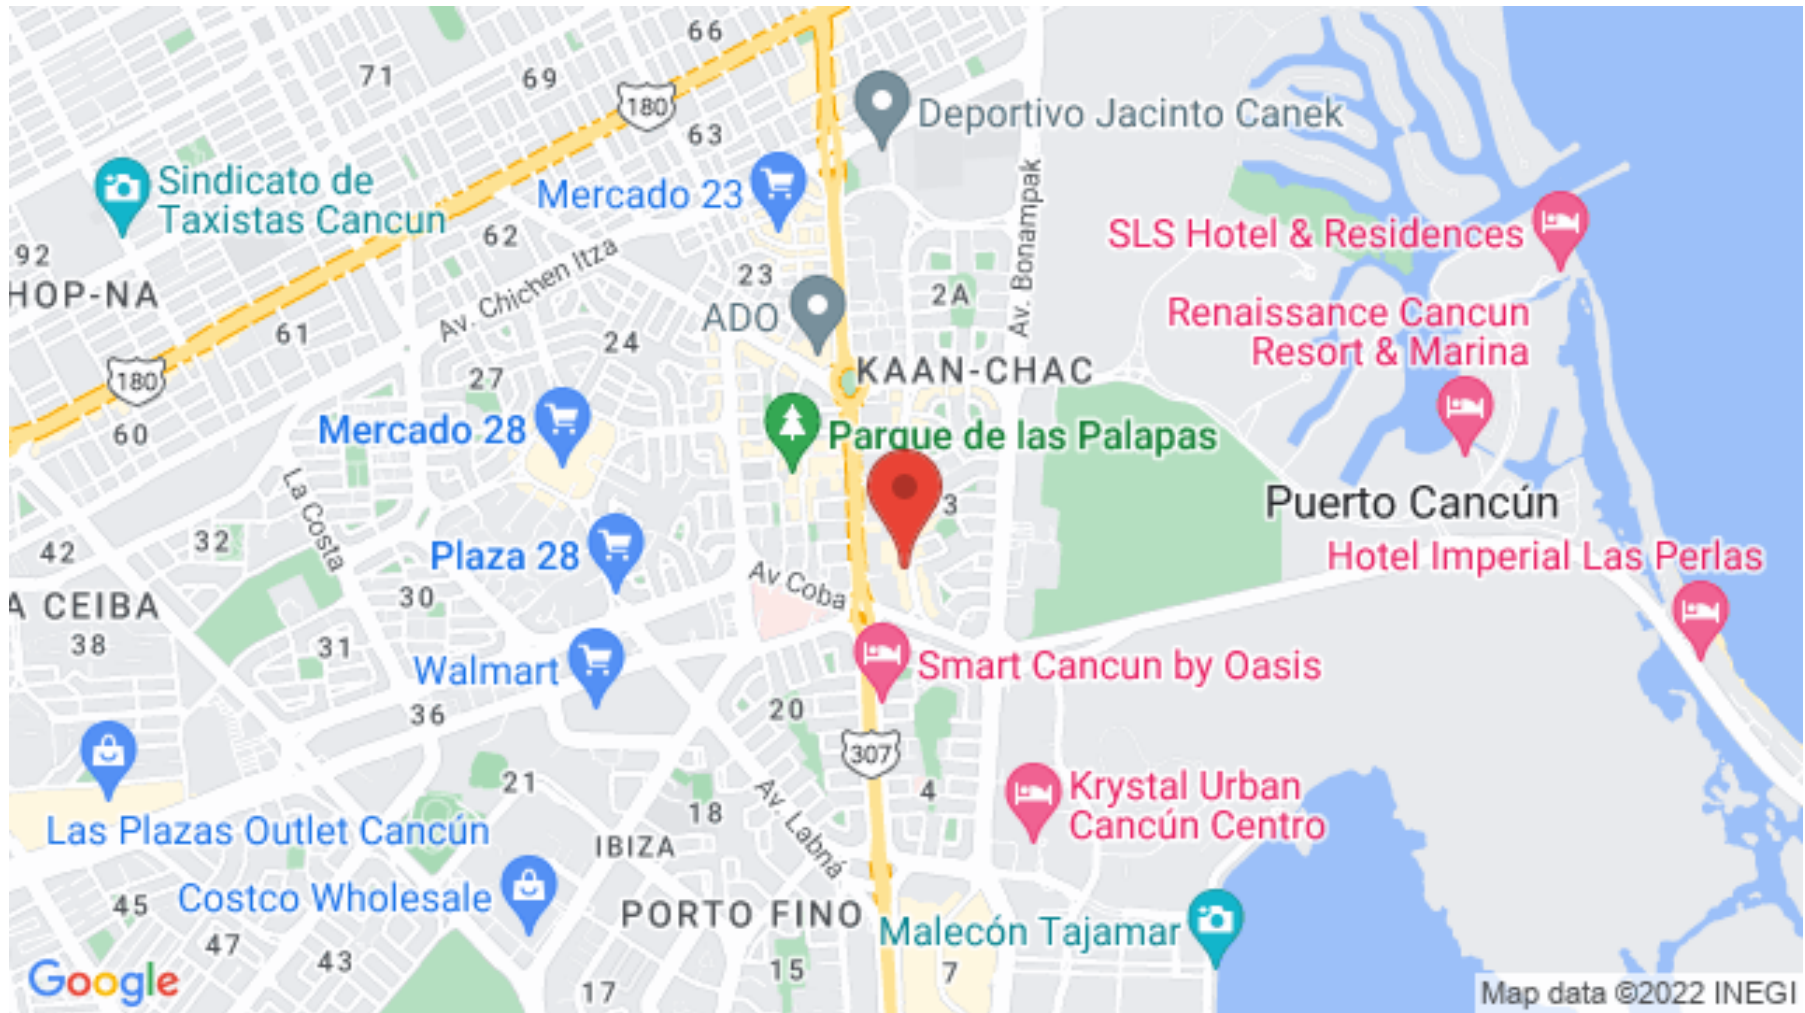 66
71
69
180
63
Deportivo Jacinto Canek
Sindicato de
Taxistas Cancun
Mercado 23
62
92
HOP-NA
Av. Chichen Itza
23
Av. Bonampak
SLS Hotel & Residences
2A
ADO
61
24
Renaissance Cancun
Resort & Marina
180
27
KAAN-CHAC
60
Mercado 28
Parque de las Palapas
La Costa
3
Puerto Cancún
42
32
Plaza 28
Hotel Imperial Las Perlas
Av Coba
A CEIBA
30
38
31
Walmart
Smart Cancun by Oasis
36
20
307
21
4
Krystal Urban
Cancún Centro
Las Plazas Outlet Cancún
18
Av. Labná
IBIZA
45
Costco Wholesale
PORTO FINO
Malecón Tajamar
47
43
15
7
17
Google
Map data ©2022 INEGI